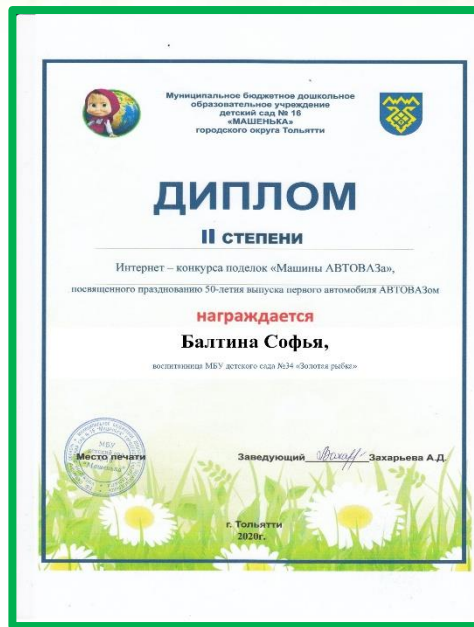 Муниципальное бюджетное дошкольное
образовательное учреждение
детский сад № 16
«МАШЕНЬКА»
городского округа Тольятти
ДИПЛОМ
II СТЕПЕНИ
Интернет – конкурса поделок «Машины АВТОВАЗа»,
посвященного празднованию 50-летия выпуска первого автомобиля АВТОВАЗом
награждается
Балтина Софья,
воспитанница МБУ детского сада №34 «Золотая рыбка»
МБУ
"Машенька"
Место печати
Заведующий Захарьева А.Д.
г. Тольятти
2020г.